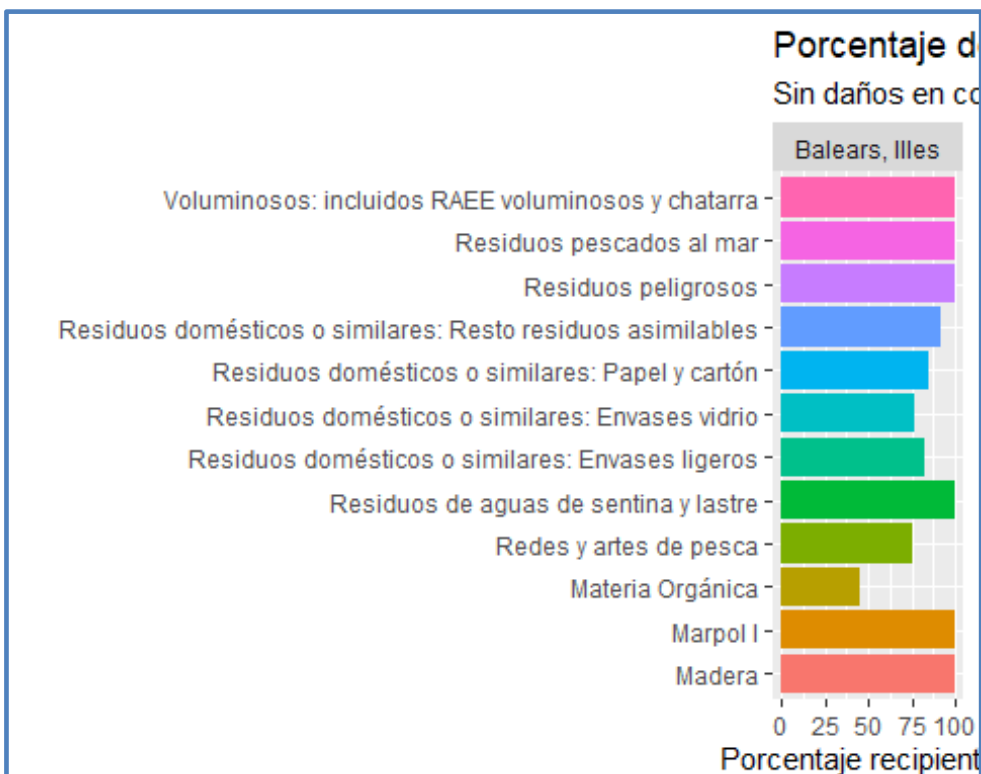 Porcentaje d
Sin daños en co
Balears, Illes
Voluminosos: incluidos RAEE voluminosos y chatarra
Residuos pescados al mar
Residuos peligrosos
Residuos domésticos o similares: Resto residuos asimilables
Residuos domésticos o similares: Papel y cartón
Residuos domésticos o similares: Envases vidrio
Residuos domésticos o similares: Envases ligeros
Residuos de aguas de sentina y lastre
Redes y artes de pesca
Materia Orgánica
Marpol I
Madera
0 25 50 75 100
Porcentaje recipient